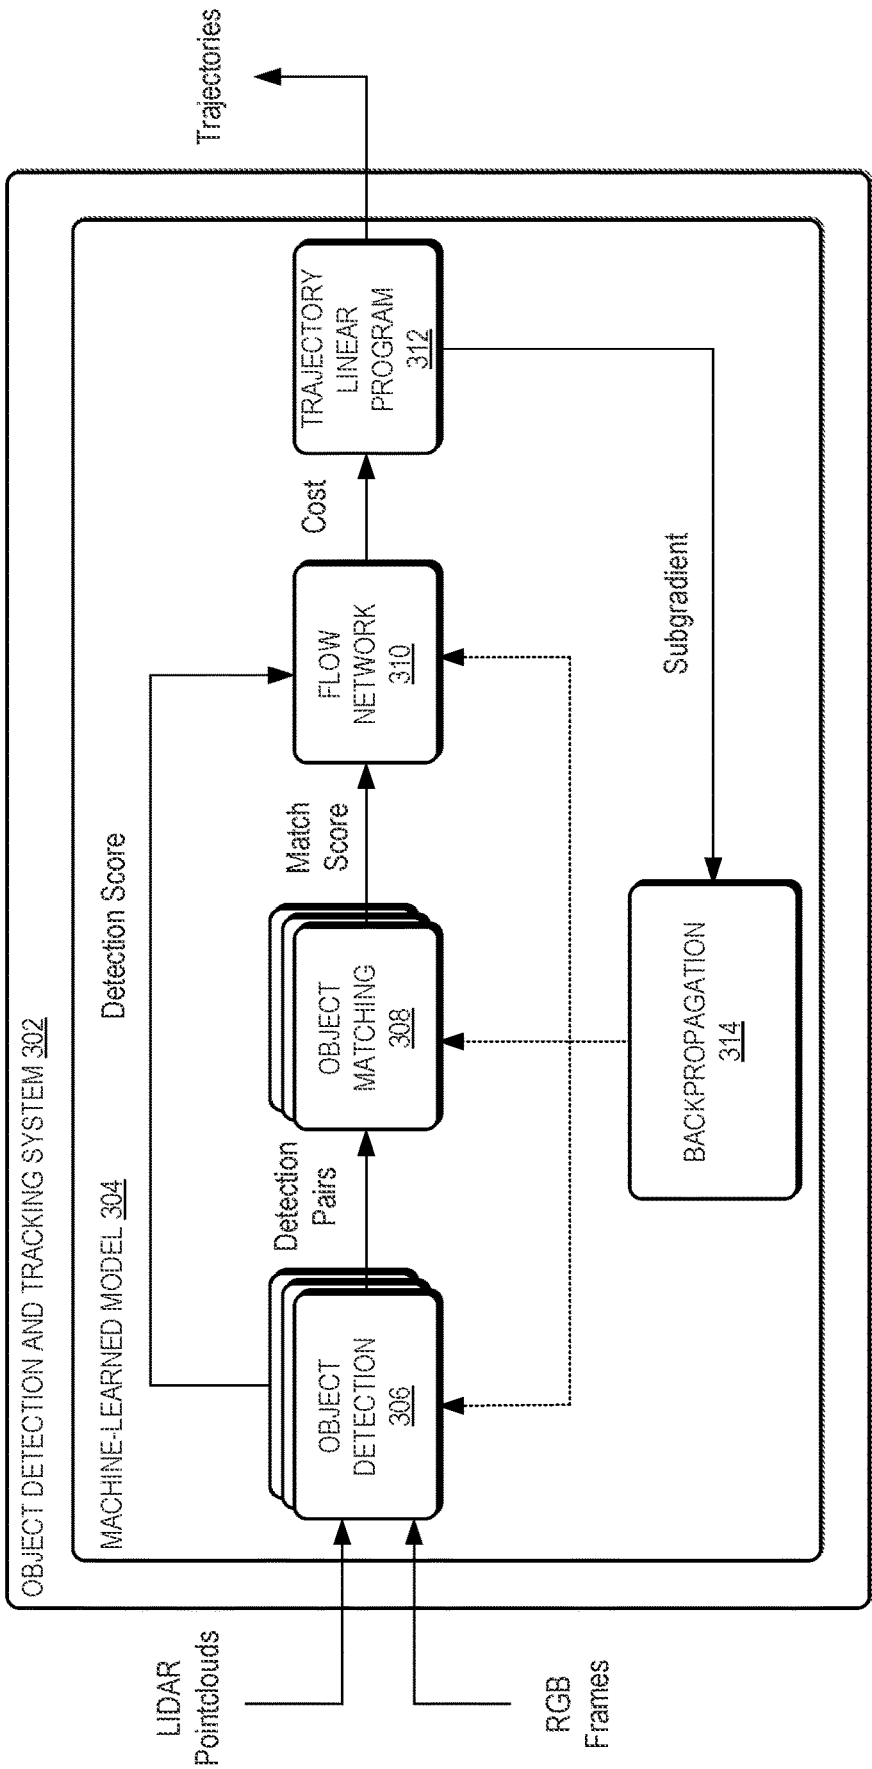 OBJECT DETECTION AND TRACKING SYSTEM 302
MACHINE-LEARNED MODEL 304
LIDAR
Pointclouds
RGB
Frames
OBJECT
DETECTION
306
Detection Score
Detection
Pairs
OBJECT
MATCHING
308
Match
Score
FLOW
NETWORK
310
Cost
TRAJECTORY
LINEAR
PROGRAM
312
Trajectories
Subgradient
BACKPROPAGATION
314